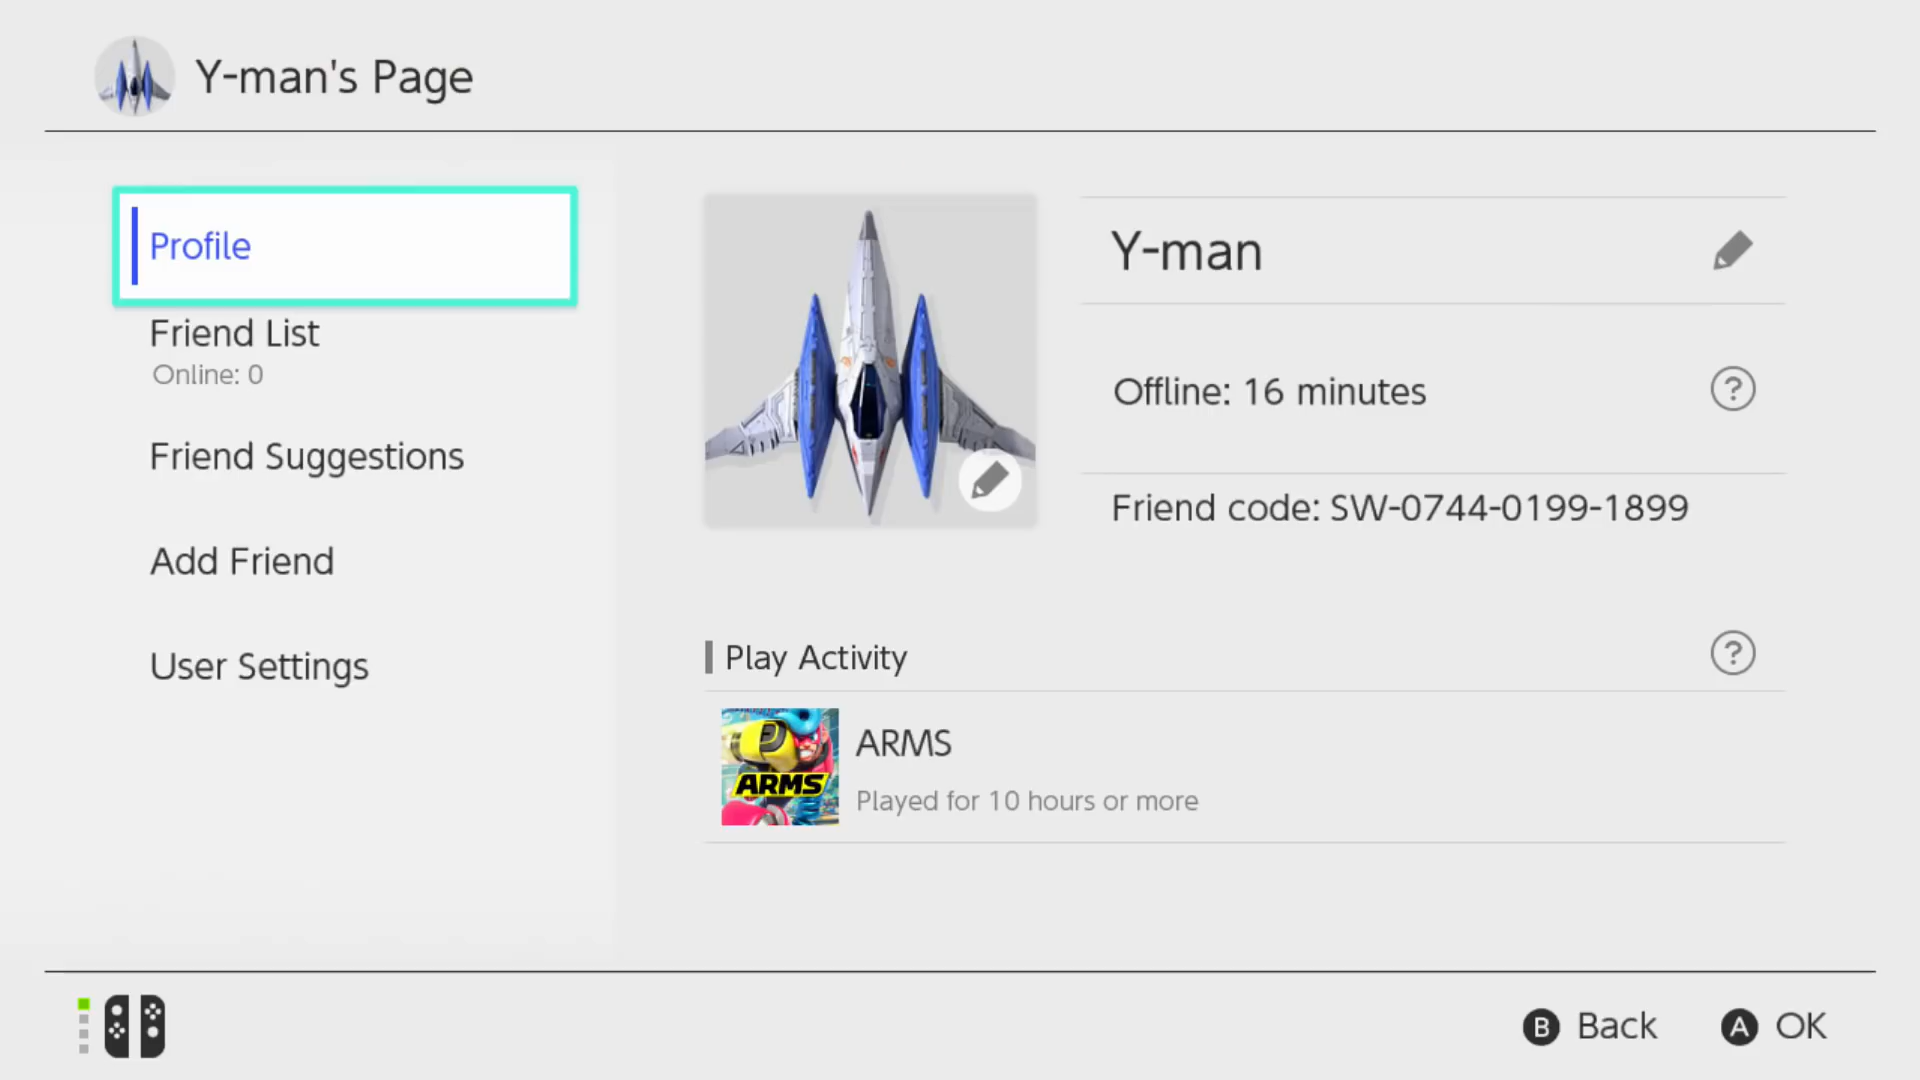 Y-man's Page
Profile
Friend List
Online: 0
Friend Suggestions
Add Friend
User Settings
Y-man
Offline: 16 minutes
?
Friend code: SW-0744-0199-1899
Play Activity
?
ARMS
ARMS
Played for 10 hours or more
B Back
A OK